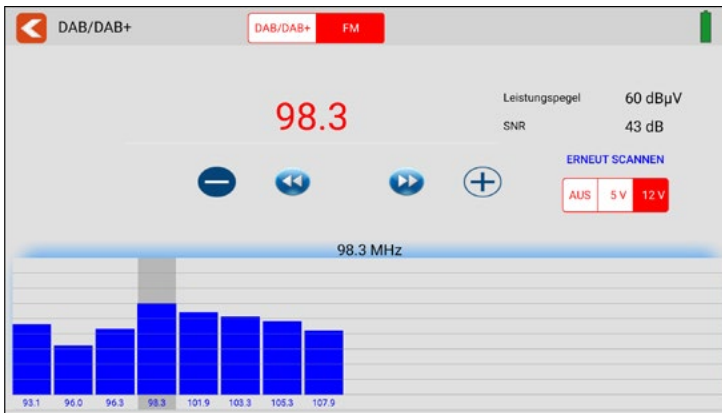 DAB/DAB+
DAB/DAB+ FM
98.3
Leistungspegel 60 dBµV
SNR 43 dB
ERNEUT SCANNEN
AUS 5 V 12 V
98.3 MHz
93.1 96.0 96.3 98.3 101.9 103.3 105.3 107.9